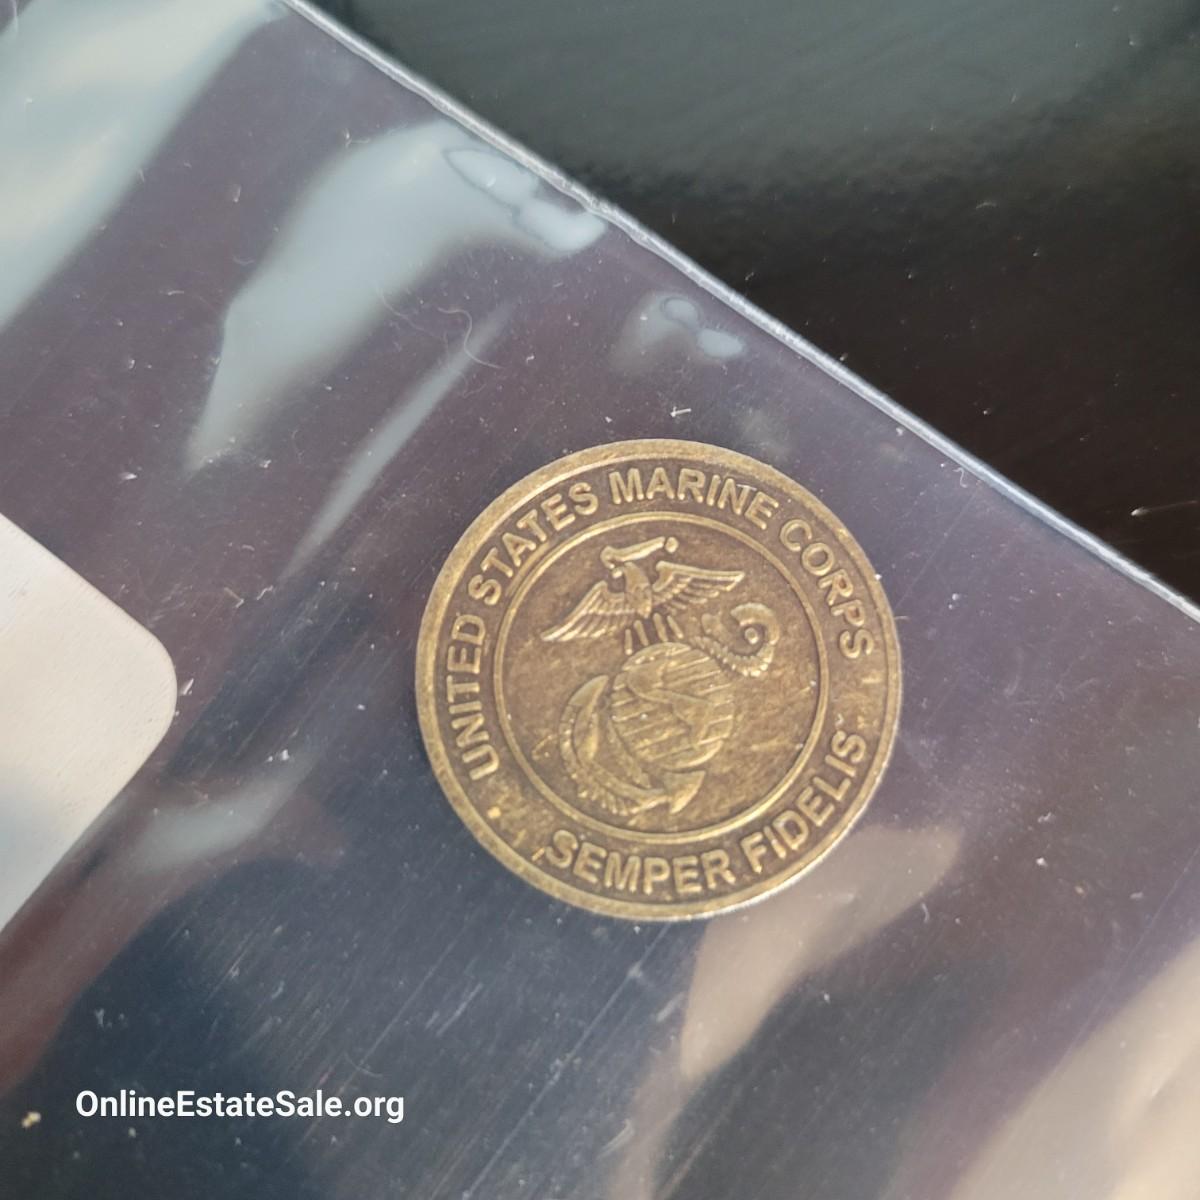 UNITED STATES MARINE CORPS
SEMPER FIDELIS
OnlineEstateSale.org